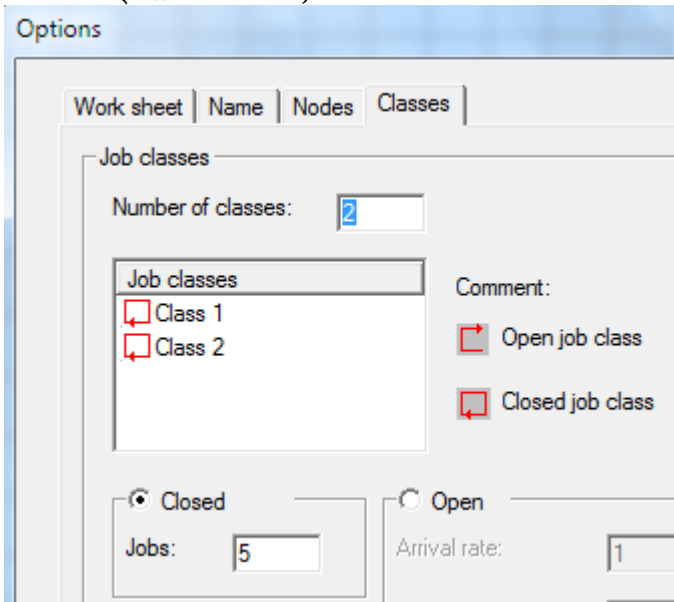 Options
Work sheet Name Nodes Classes
Job classes
Number of classes: 2
Job classes
Class 1
Class 2
Comment:
Open job class
Closed job class
Closed
Jobs: 5
Open
Arrival rate: 1